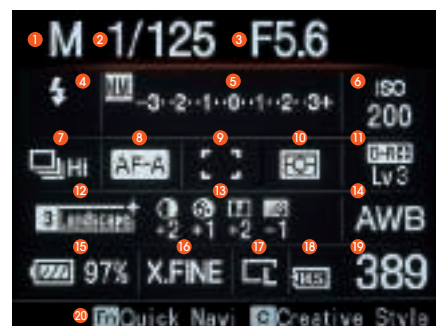 1 M 2 1/125 3 F5.6
4 5 6 ISO
-3··2··1··0··1··2··3+ 200
7 8 9 10 11
Hi AF-A D-R Lv3
12 13 14
3 Landscape+ +2 +1 +2 -1 AWB
15 16 17 18 19
97% X.FINE L 389
20 Fn Quick Navi C Creative Style